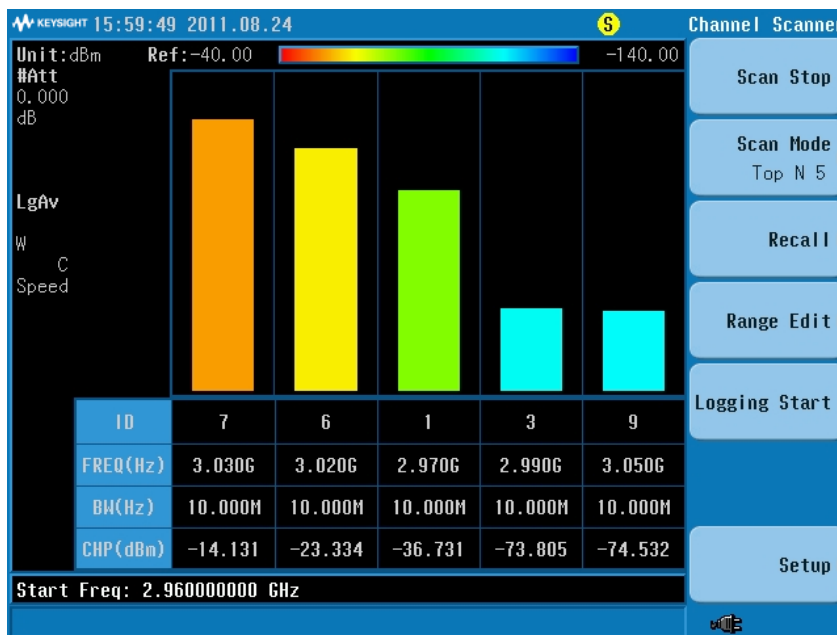 KEYSIGHT 15:59:49 2011.08.24 S Channel Scanner
Unit:dBm Ref:-40.00 -140.00
#Att
0.000
dB
LgAv
W
C
Speed
Scan Stop
Scan Mode
Top N 5
Recall
Range Edit
Logging Start
Setup
ID 7 6 1 3 9
FREQ(Hz) 3.030G 3.020G 2.970G 2.990G 3.050G
BW(Hz) 10.000M 10.000M 10.000M 10.000M 10.000M
CHP(dBm) -14.131 -23.334 -36.731 -73.805 -74.532
Start Freq: 2.960000000 GHz